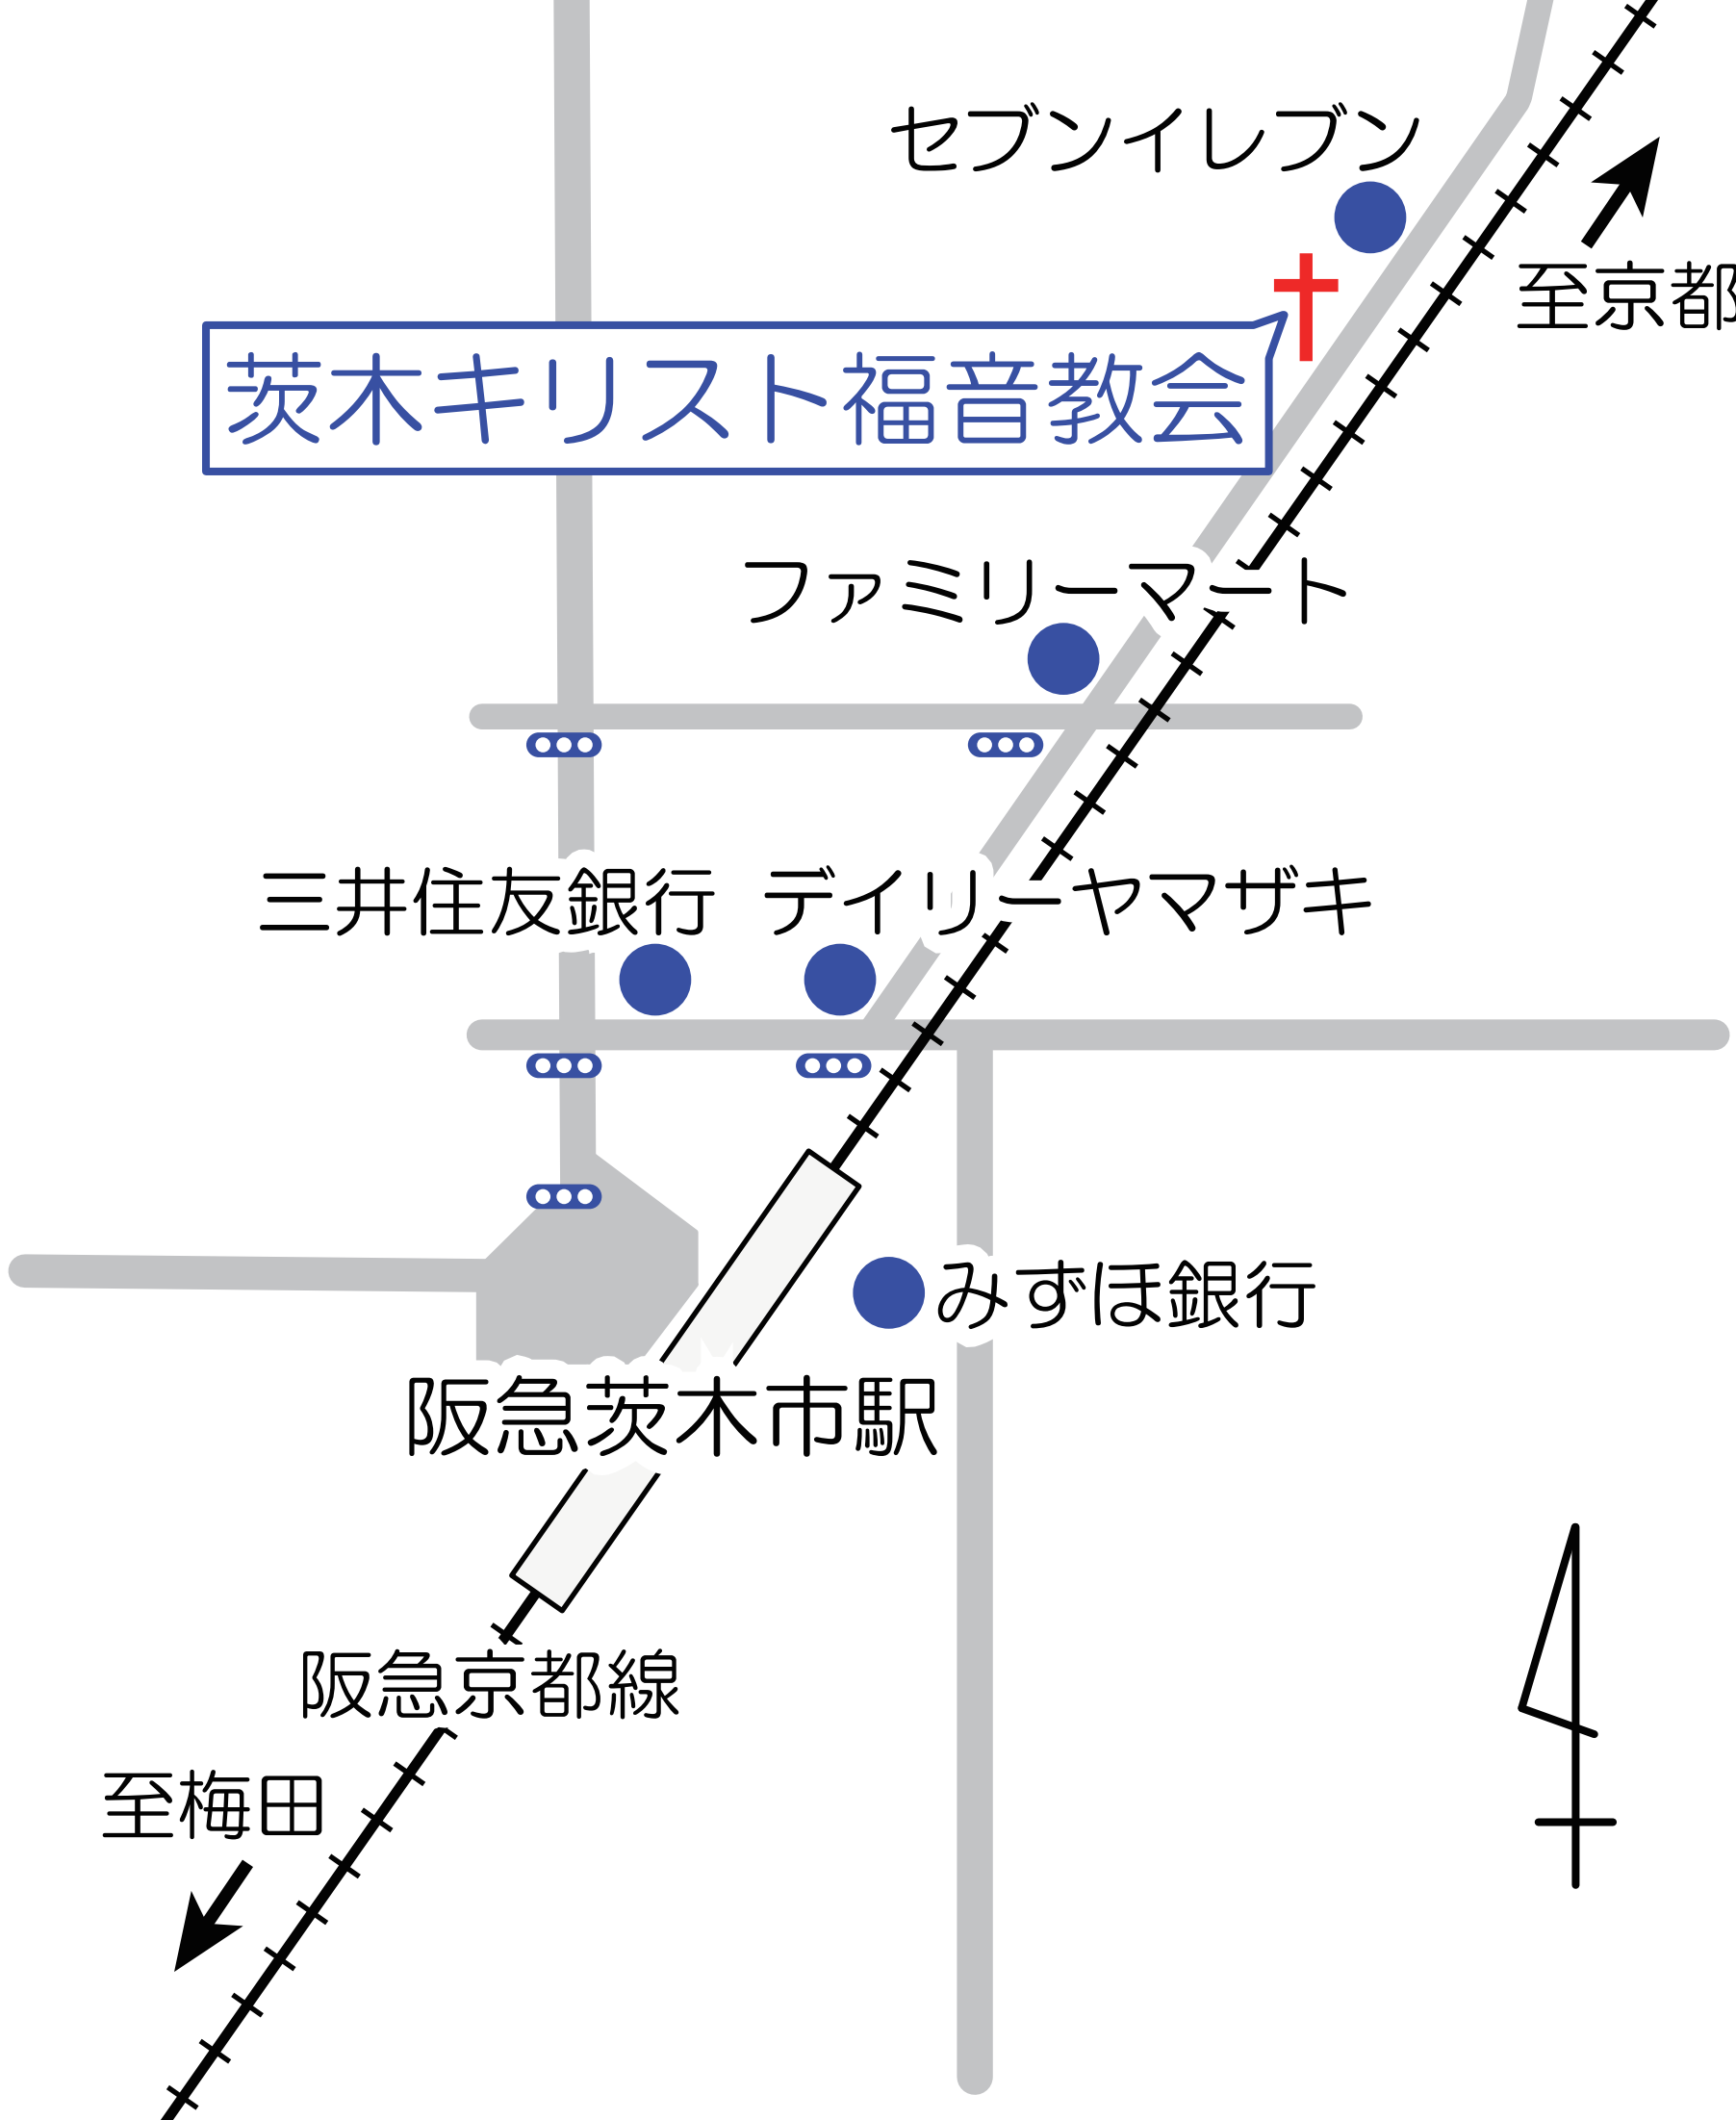 セブンイレブン
至京都
茨木キリスト福音教会
ファミリーマート
三井住友銀行
デイリーヤマザキ
みずほ銀行
阪急茨木市駅
阪急京都線
至梅田